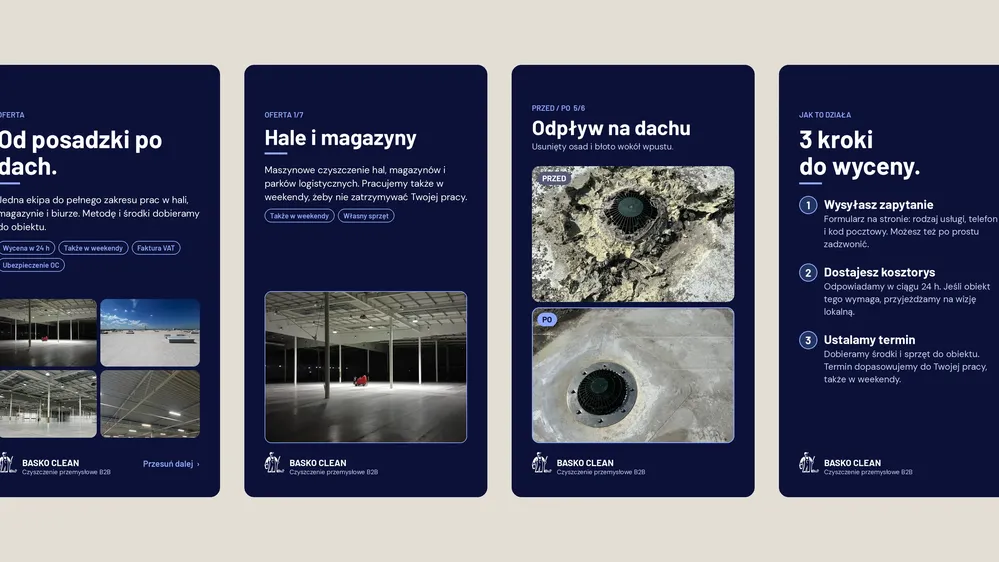 OFERTA
Od posadzki po
dach.
Jedna ekipa do pełnego zakresu prac w hali,
magazynie i biurze. Metodę i środki dobieramy
do obiektu.
Wycena w 24 h
Także w weekendy
Faktura VAT
Ubezpieczenie OC
BASKO CLEAN
Czyszczenie przemysłowe B2B
Przesuń dalej ›
OFERTA 1/7
Hale i magazyny
Maszynowe czyszczenie hal, magazynów i
parków logistycznych. Pracujemy także w
weekendy, żeby nie zatrzymywać Twojej pracy.
Także w weekendy
Własny sprzęt
BASKO CLEAN
Czyszczenie przemysłowe B2B
PRZED / PO 5/6
Odpływ na dachu
Usunięty osad i błoto wokół wpustu.
PRZED
PO
BASKO CLEAN
Czyszczenie przemysłowe B2B
JAK TO DZIAŁA
3 kroki
do wyceny.
1 Wysyłasz zapytanie
Formularz na stronie: rodzaj usługi, telefon
i kod pocztowy. Możesz też po prostu
zadzwonić.
2 Dostajesz kosztorys
Odpowiadamy w ciągu 24 h. Jeśli obiekt
tego wymaga, przyjeżdżamy na wizję
lokalną.
3 Ustalamy termin
Dobieramy środki i sprzęt do obiektu.
Termin dopasowujemy do Twojej pracy,
także w weekendy.
BASKO CLEAN
Czyszczenie przemysłowe B2B